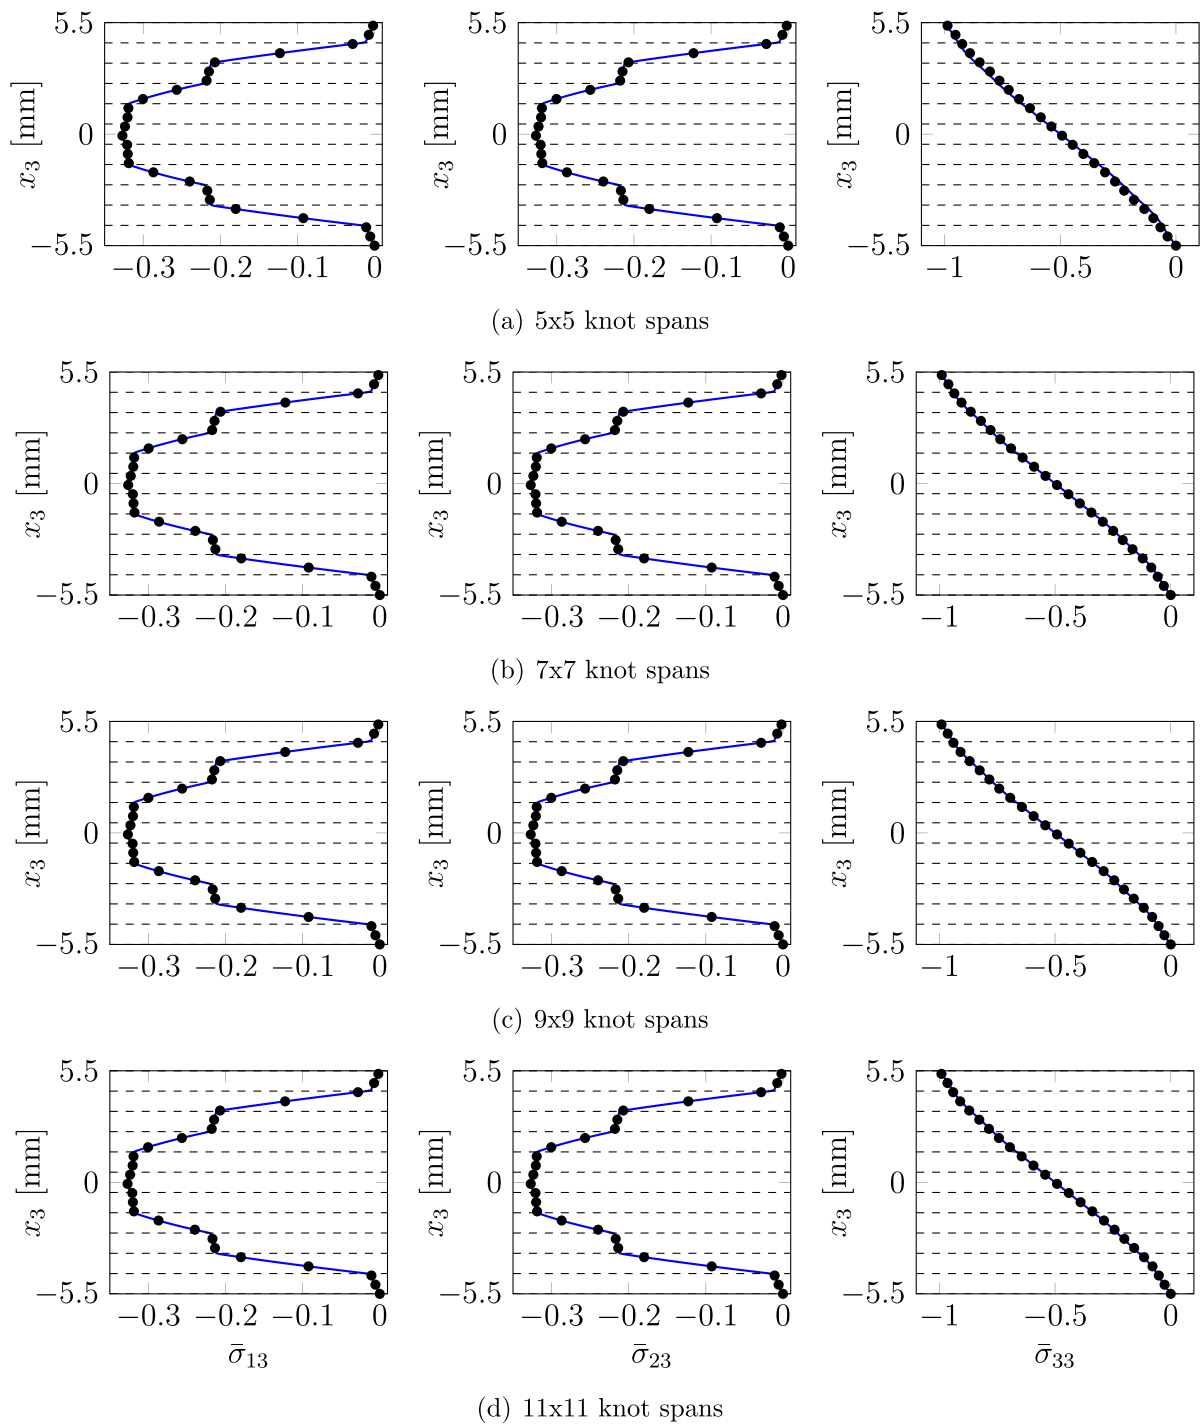 5.5 5.5 5.5
x₃ [mm] x₃ [mm] x₃ [mm]
0 0 0
−5.5 −5.5 −5.5
−0.3 −0.2 −0.1 0 −0.3 −0.2 −0.1 0 −1 −0.5 0
(a) 5x5 knot spans
5.5 5.5 5.5
x₃ [mm] x₃ [mm] x₃ [mm]
0 0 0
−5.5 −5.5 −5.5
−0.3 −0.2 −0.1 0 −0.3 −0.2 −0.1 0 −1 −0.5 0
(b) 7x7 knot spans
5.5 5.5 5.5
x₃ [mm] x₃ [mm] x₃ [mm]
0 0 0
−5.5 −5.5 −5.5
−0.3 −0.2 −0.1 0 −0.3 −0.2 −0.1 0 −1 −0.5 0
(c) 9x9 knot spans
5.5 5.5 5.5
x₃ [mm] x₃ [mm] x₃ [mm]
0 0 0
−5.5 −5.5 −5.5
−0.3 −0.2 −0.1 0 −0.3 −0.2 −0.1 0 −1 −0.5 0
σ̄₁₃ σ̄₂₃ σ̄₃₃
(d) 11x11 knot spans